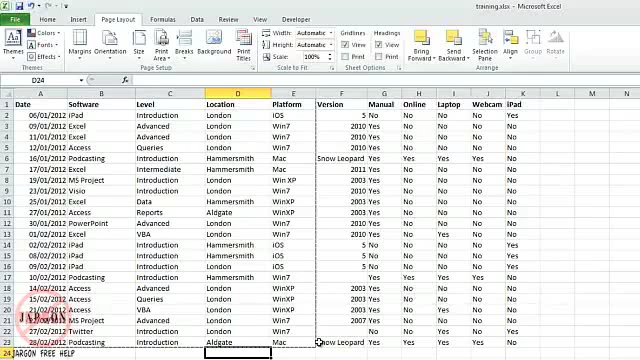 training.xlsx - Microsoft Excel
File Home Insert Page Layout Formulas Data Review View Developer
Colors Width: Automatic Gridlines Headings
Themes Fonts Margins Orientation Size Print Area Breaks Background Print Titles Height: Automatic View View Bring Forward Send Backward Selection Pane Align Group Rotate
Effects Scale: 100% Print Print
Themes Page Setup Scale to Fit Sheet Options Arrange
D24 fx
A B C D E F G H I J K L M N
1 Date Software Level Location Platform Version Manual Online Laptop Webcam iPad
2 06/01/2012 iPad Introduction London iOS 5 No No No No Yes
3 09/01/2012 Excel Advanced London Win7 2010 Yes No No No No
4 11/01/2012 Excel Advanced London Win7 2010 Yes No No No No
5 12/01/2012 Access Queries London Win7 2010 Yes No No No No
6 16/01/2012 Podcasting Introduction Hammersmith Mac Snow Leopard Yes Yes Yes Yes No
7 17/01/2012 Excel Intermediate Hammersmith Mac 2011 Yes No No No No
8 19/01/2012 MS Project Introduction London Win XP 2003 Yes No No No No
9 23/01/2012 Visio Introduction London Win7 2010 Yes No No No No
10 25/01/2012 Excel Data Hammersmith WinXP 2003 Yes No No No No
11 27/01/2012 Access Reports Aldgate WinXP 2003 Yes No No No No
12 30/01/2012 PowerPoint Advanced London Win7 2010 Yes No No No No
13 01/02/2012 Excel VBA London Win7 2010 Yes No Yes No No
14 02/02/2012 iPad Introduction Hammersmith iOS 5 No No No No Yes
15 08/02/2012 iPad Introduction Hammersmith iOS 5 No No No No Yes
16 09/02/2012 iPad Introduction London iOS 5 No No No No Yes
17 10/02/2012 Podcasting Introduction Hammersmith Win7 Yes Yes Yes Yes No
18 Access Introduction London WinXP 2003 Yes No No No No
19 15/02/2012 Access Queries London WinXP 2003 Yes No No No No
20 21/02/2012 Access VBA London WinXP 2003 Yes No Yes No No
21 22/02/2012 MS Project Advanced London Win7 2007 Yes No No No No
22 27/02/2012 Twitter Introduction London Win7 No No Yes No Yes
23 28/02/2012 Podcasting Introduction Aldgate Mac Snow Leopard Yes Yes Yes Yes No
24
JARGON FREE HELP